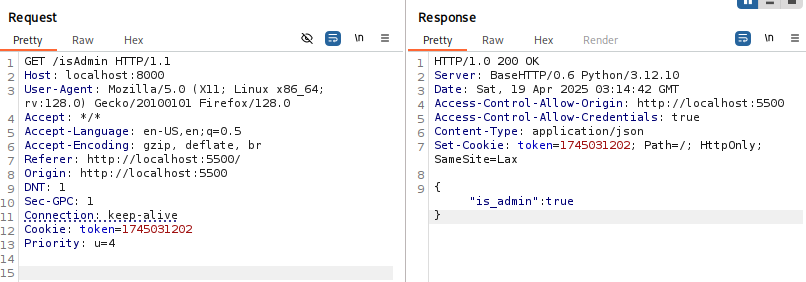 Request
Pretty Raw Hex
\n
1 GET /isAdmin HTTP/1.1
2 Host: localhost:8000
3 User-Agent: Mozilla/5.0 (X11; Linux x86_64;
rv:128.0) Gecko/20100101 Firefox/128.0
4 Accept: */*
5 Accept-Language: en-US,en;q=0.5
6 Accept-Encoding: gzip, deflate, br
7 Referer: http://localhost:5500/
8 Origin: http://localhost:5500
9 DNT: 1
10 Sec-GPC: 1
11 Connection: keep-alive
12 Cookie: token=1745031202
13 Priority: u=4
14
15
Response
Pretty Raw Hex Render
\n
1 HTTP/1.0 200 OK
2 Server: BaseHTTP/0.6 Python/3.12.10
3 Date: Sat, 19 Apr 2025 03:14:42 GMT
4 Access-Control-Allow-Origin: http://localhost:5500
5 Access-Control-Allow-Credentials: true
6 Content-Type: application/json
7 Set-Cookie: token=1745031202; Path=/; HttpOnly;
SameSite=Lax
8
9 {
"is_admin":true
}